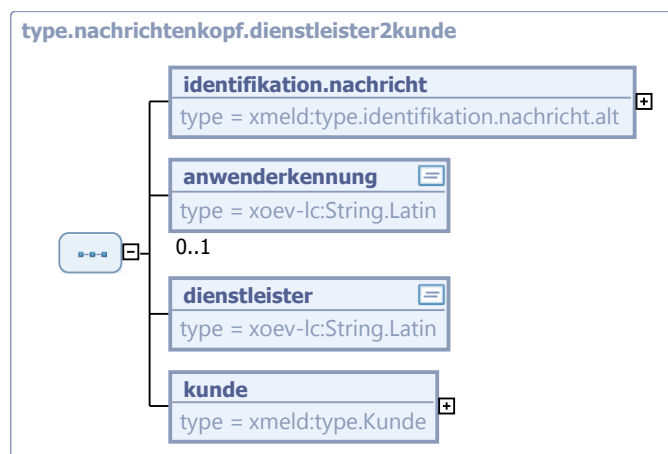 type.nachrichtenkopf.dienstleister2kunde
identifikation.nachricht
type = xmeld:type.identifikation.nachricht.alt
anwenderkennung
type = xoev-lc:String.Latin
0..1
dienstleister
type = xoev-lc:String.Latin
kunde
type = xmeld:type.Kunde